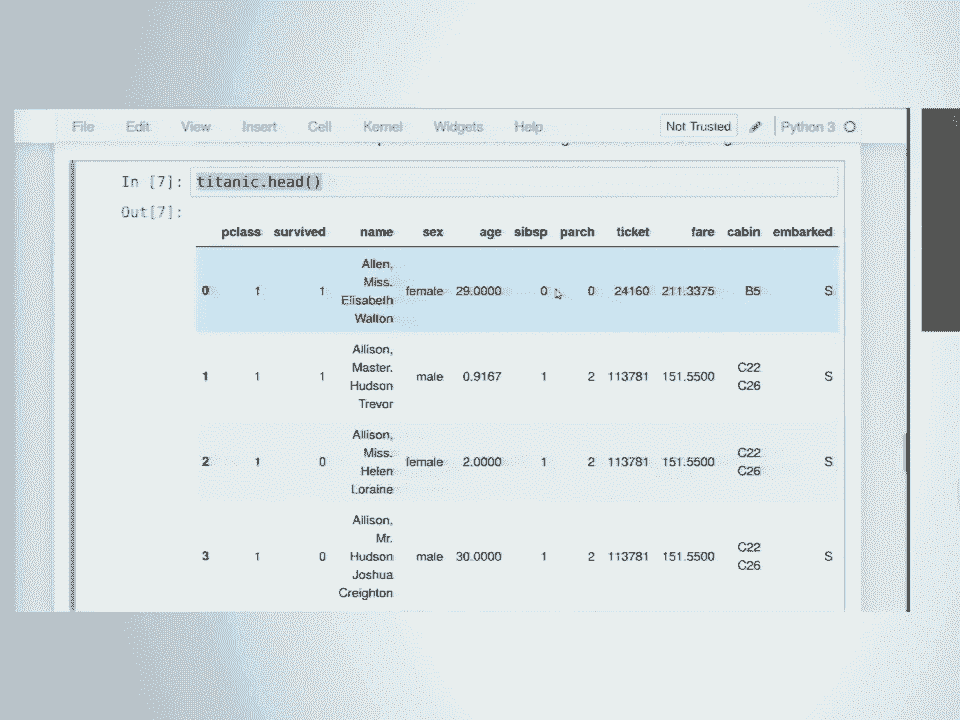 File Edit View Insert Cell Kernel Widgets Help Not Trusted Python 3
In [7]: titanic.head()
Out[7]:
pclass survived name sex age sibsp parch ticket fare cabin embarked
0 1 1 Allen, Miss. Elisabeth Walton female 29.0000 0 0 24160 211.3375 B5 S
1 1 1 Allison, Master. Hudson Trevor male 0.9167 1 2 113781 151.5500 C22 C26 S
2 1 0 Allison, Miss. Helen Loraine female 2.0000 1 2 113781 151.5500 C22 C26 S
3 1 0 Allison, Mr. Hudson Joshua Creighton male 30.0000 1 2 113781 151.5500 C22 C26 S